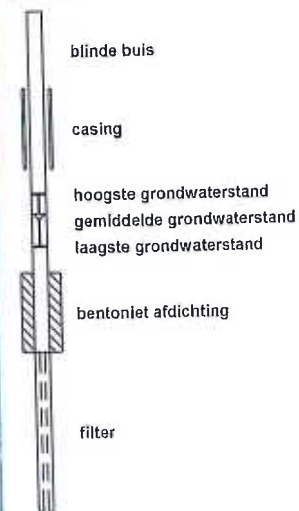 blinde buis
casing
hoogste grondwaterstand
gemiddelde grondwaterstand
laagste grondwaterstand
bentoniet afdichting
filter